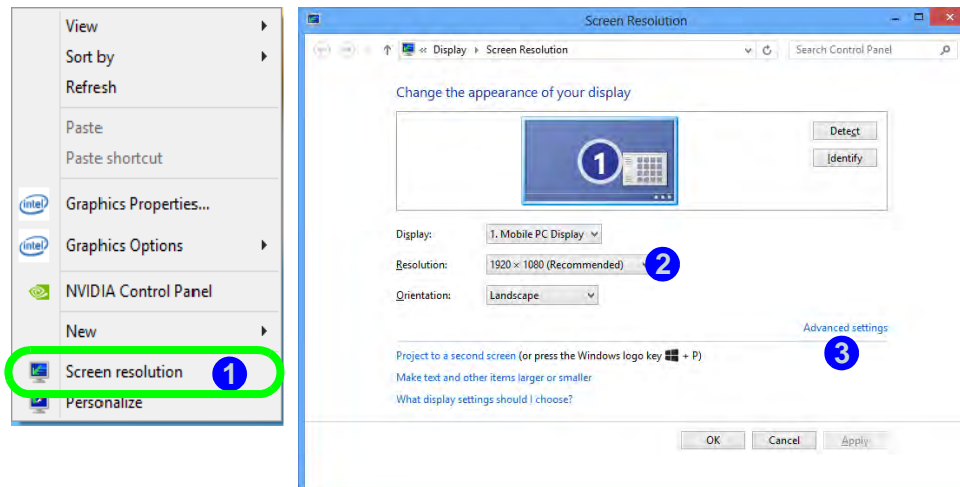 View
Sort by
Refresh
Paste
Paste shortcut
intel
Graphics Properties...
intel
Graphics Options
NVIDIA Control Panel
New
Screen resolution 1
Personalize
Screen Resolution
« Display Screen Resolution
Search Control Panel
Change the appearance of your display
1
Detect
Identify
Display: 1. Mobile PC Display
Resolution: 1920 × 1080 (Recommended) 2
Orientation: Landscape
Advanced settings
3
Project to a second screen (or press the Windows logo key + P)
Make text and other items larger or smaller
What display settings should I choose?
OK Cancel Apply